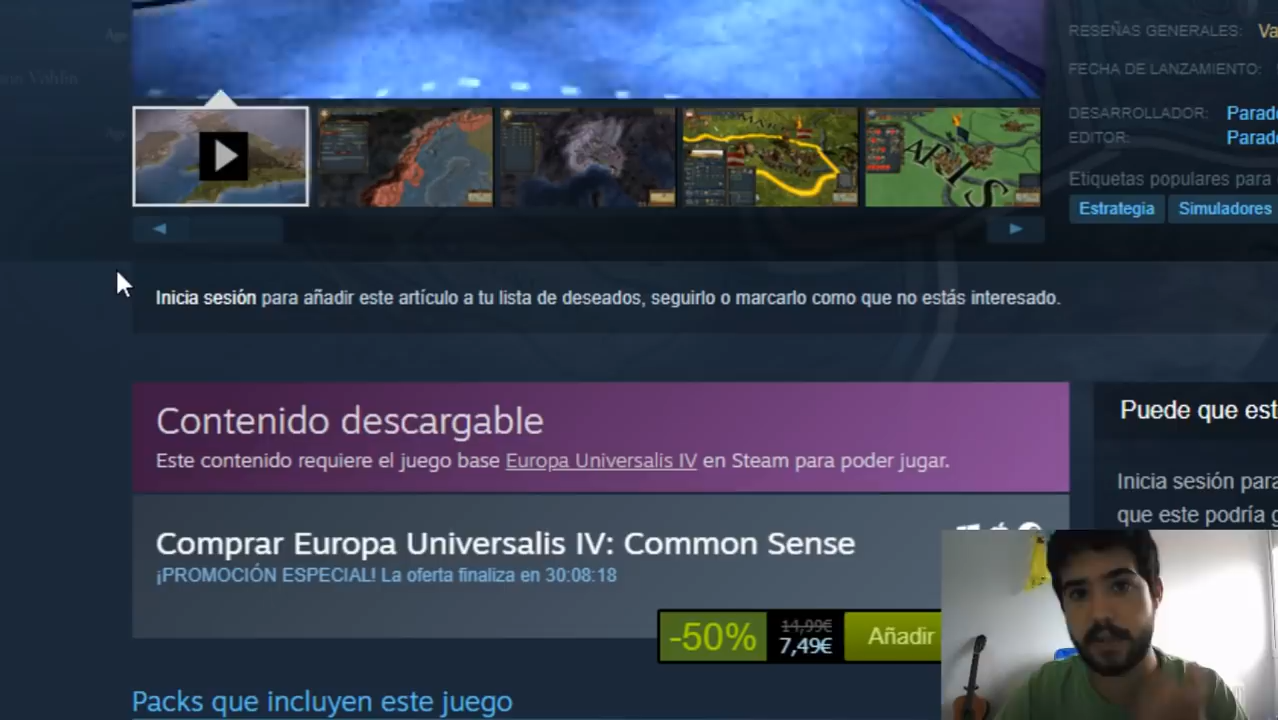 RESEÑAS GENERALES: Va
FECHA DE LANZAMIENTO:
DESARROLLADOR: Parado
EDITOR: Parado
Etiquetas populares para
Estrategia Simuladores
PARIS
Inicia sesión para añadir este artículo a tu lista de deseados, seguirlo o marcarlo como que no estás interesado.
Contenido descargable
Este contenido requiere el juego base Europa Universalis IV en Steam para poder jugar.
Puede que est
Inicia sesión para
que este podría g
Comprar Europa Universalis IV: Common Sense
¡PROMOCIÓN ESPECIAL! La oferta finaliza en 30:08:18
-50% 14,99€ 7,49€ Añadir
Packs que incluyen este juego